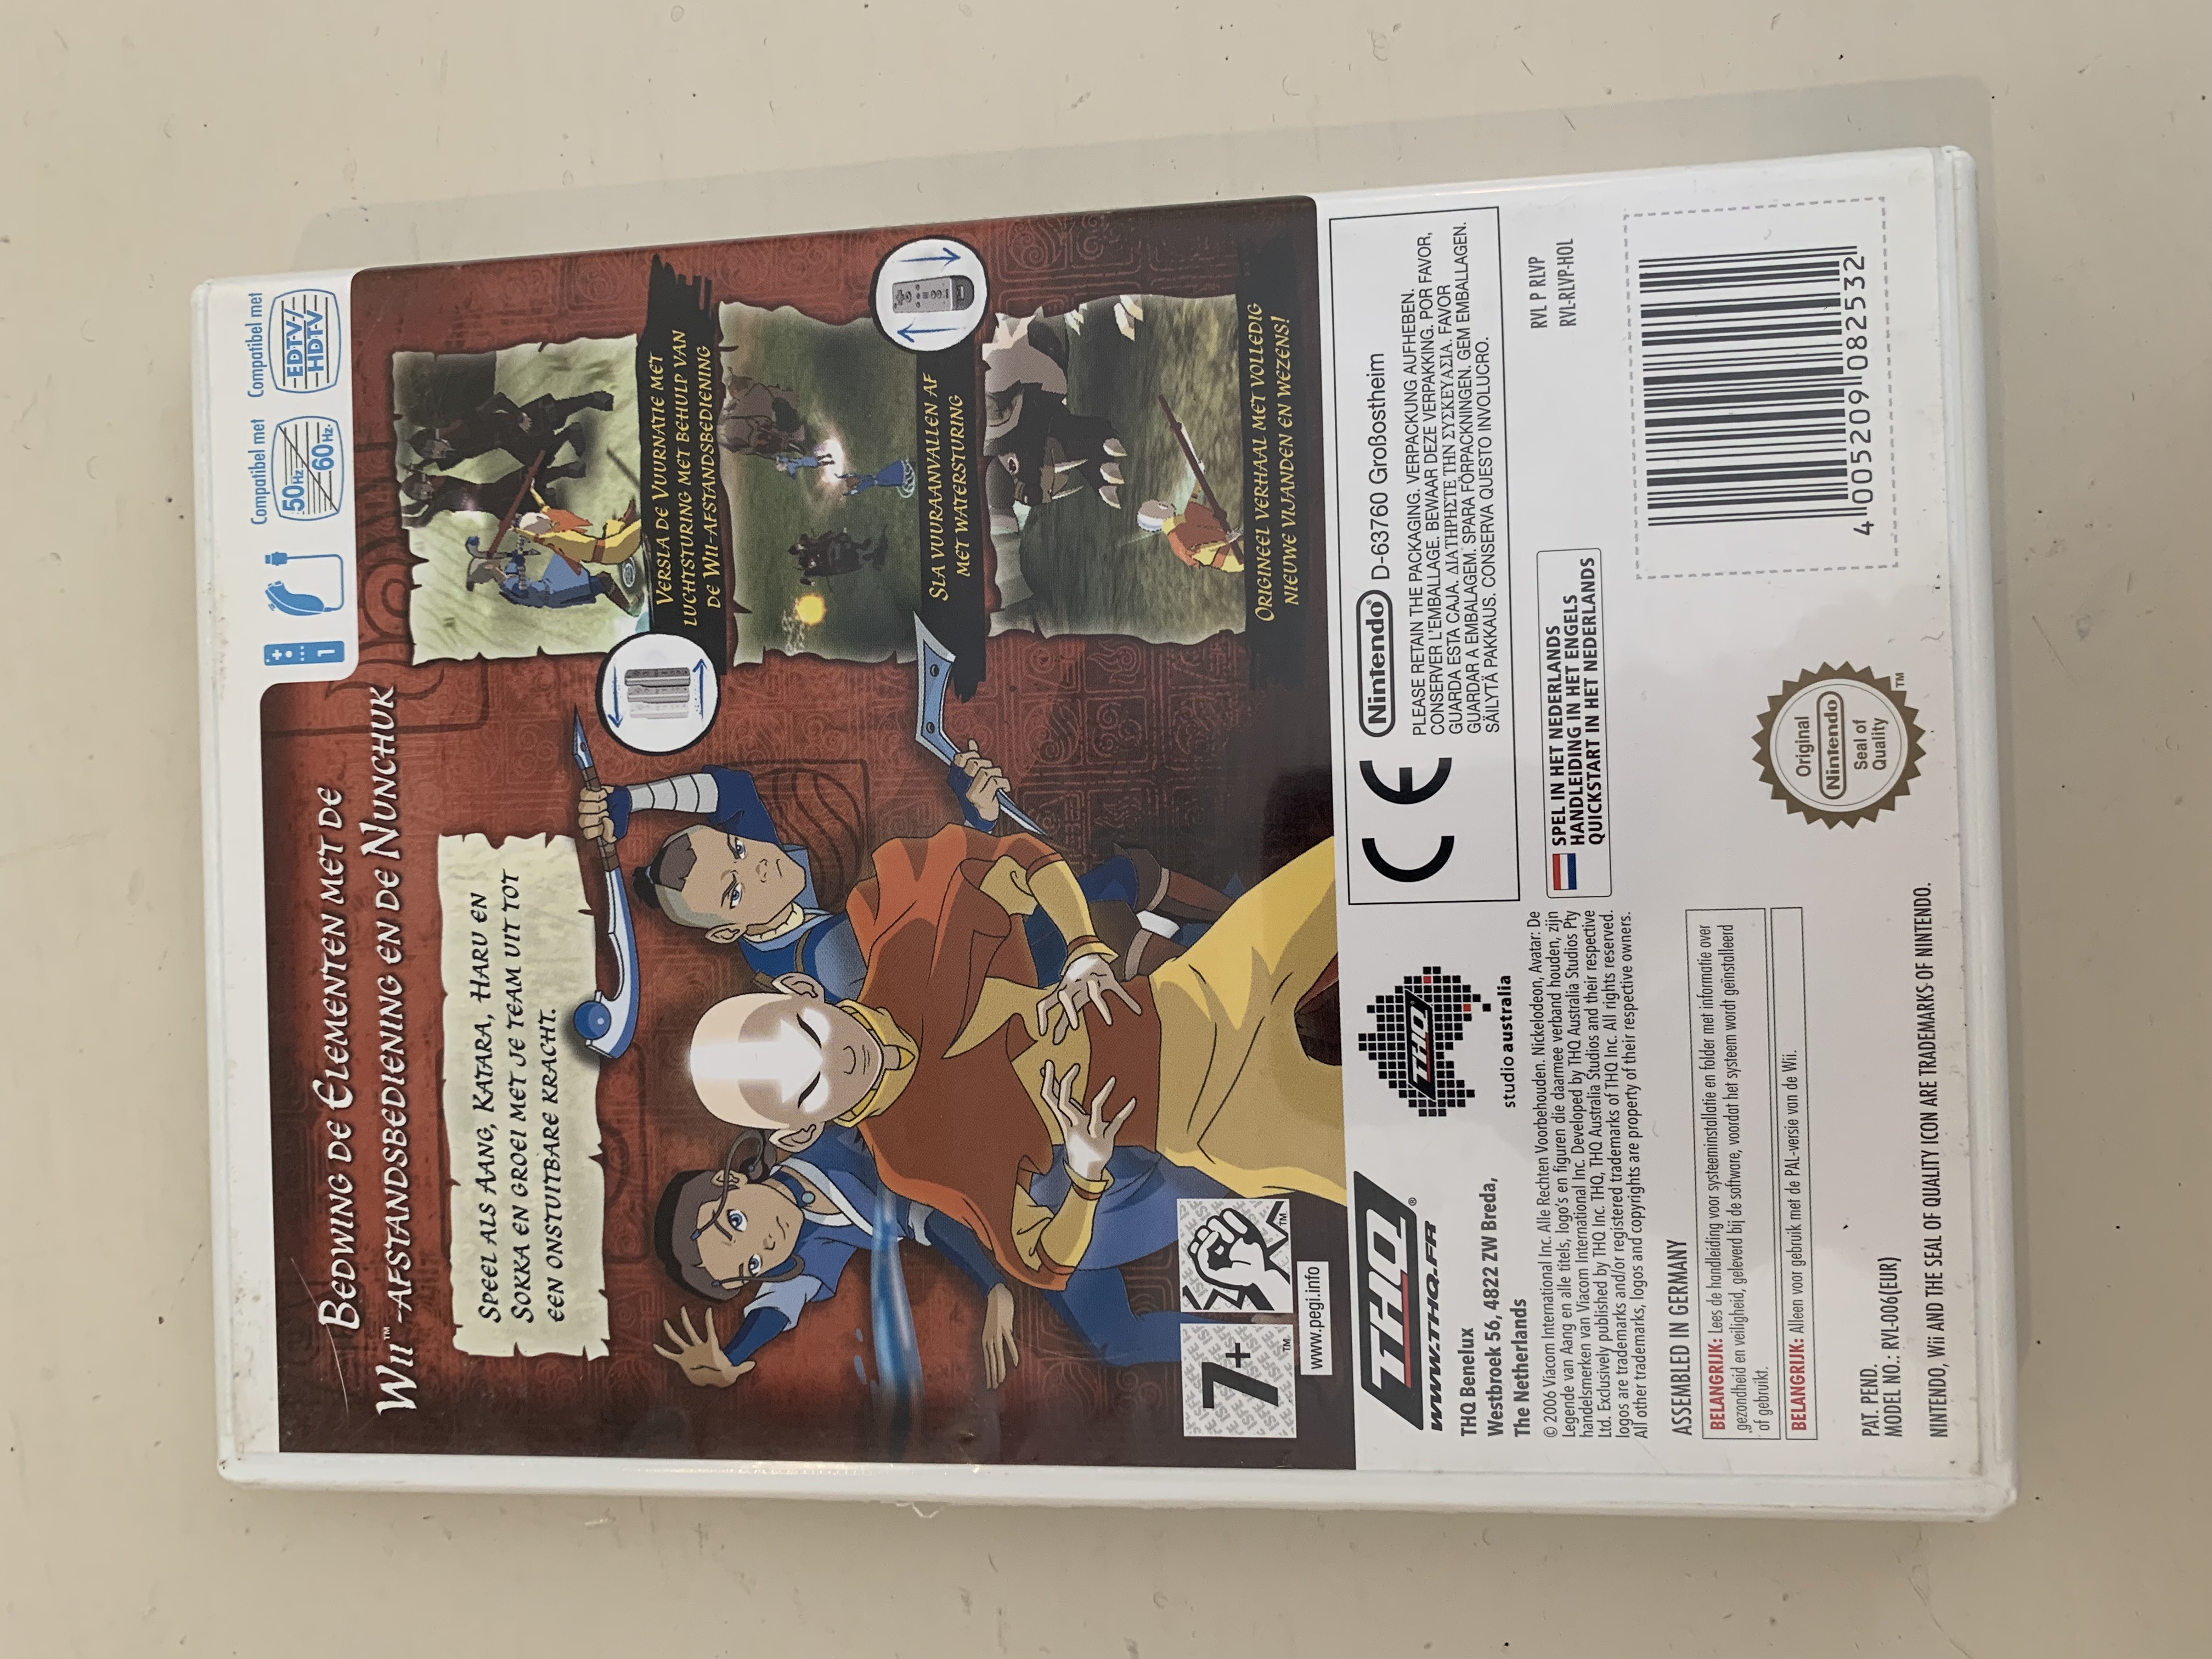 Compatibel met
50Hz
60Hz.
Compatibel met
EDTV/
HDTV
1
BEDWING DE ELEMENTEN MET DE
Wii™-AFSTANDSBEDIENING EN DE NUNCHUK
SPEEL ALS AANG, KATARA, HARU EN
SOKKA EN GROEI MET JE TEAM UIT TOT
EEN ONSTUITBARE KRACHT.
VERSLA DE VUURNATIE MET
LUCHTSTURING MET BEHULP VAN
DE WII-AFSTANDSBEDIENING
SLA VUURAANVALLEN AF
MET WATERSTURING
ORIGINEEL VERHAAL MET VOLLEDIG
NIEUWE VIJANDEN EN WEZENS!
7+
™
™
www.pegi.info
THQ®
WWW.THQ.FR
THQ Benelux
Westbroek 56, 4822 ZW Breda,
The Netherlands
THQ
studio australia
CE
Nintendo® D-63760 Großostheim
PLEASE RETAIN THE PACKAGING. VERPACKUNG AUFHEBEN.
CONSERVER L'EMBALLAGE. BEWAAR DEZE VERPAKKING. POR FAVOR,
GUARDA ESTA CAJA. ΔΙΑΤΗΡΗΣΤΕ ΤΗΝ ΣΥΣΚΕΥΑΣΙΑ. FAVOR
GUARDAR A EMBALAGEM. SPARA FÖRPACKNINGEN. GEM EMBALLAGEN.
SÄILYTÄ PAKKAUS. CONSERVA QUESTO INVOLUCRO.
© 2006 Viacom International Inc. Alle Rechten Voorbehouden. Nickelodeon, Avatar: De
Legende van Aang en alle titels, logo's en figuren die daarmee verband houden, zijn
handelsmerken van Viacom International Inc. Developed by THQ Australia Studios Pty
Ltd. Exclusively published by THQ Inc. THQ, THQ Australia Studios and their respective
logos are trademarks and/or registered trademarks of THQ Inc. All rights reserved.
All other trademarks, logos and copyrights are property of their respective owners.
SPEL IN HET NEDERLANDS
HANDLEIDING IN HET ENGELS
QUICKSTART IN HET NEDERLANDS
RVL P RLVP
RVL-RLVP-HOL
ASSEMBLED IN GERMANY
BELANGRIJK: Lees de handleiding voor systeeminstallatie en folder met informatie over
gezondheid en veiligheid, geleverd bij de software, voordat het systeem wordt geïnstalleerd
of gebruikt.
BELANGRIJK: Alleen voor gebruik met de PAL-versie van de Wii.
PAT. PEND.
MODEL NO.: RVL-006(EUR)
NINTENDO, Wii AND THE SEAL OF QUALITY ICON ARE TRADEMARKS OF NINTENDO.
Original
Nintendo
Seal of
Quality
TM
4 005209 082532